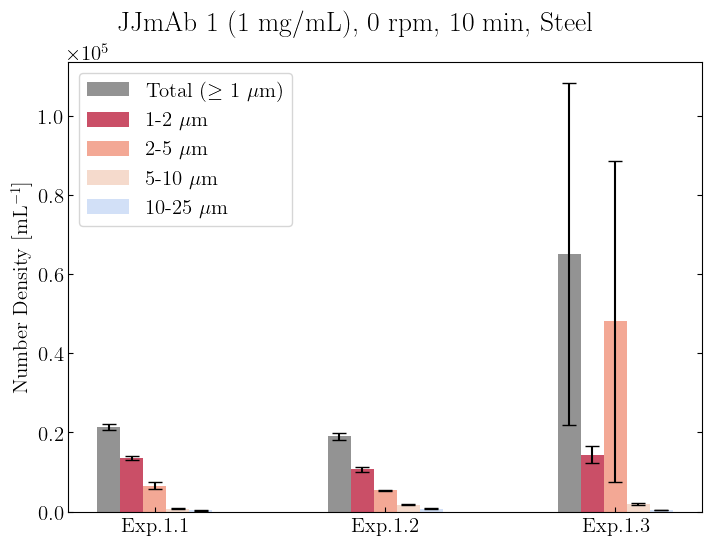 JJmAb 1 (1 mg/mL), 0 rpm, 10 min, Steel
×10⁵
Total (≥ 1 μm)
1-2 μm
2-5 μm
5-10 μm
10-25 μm
Number Density [mL⁻¹]
1.0
0.8
0.6
0.4
0.2
0.0
Exp.1.1 Exp.1.2 Exp.1.3